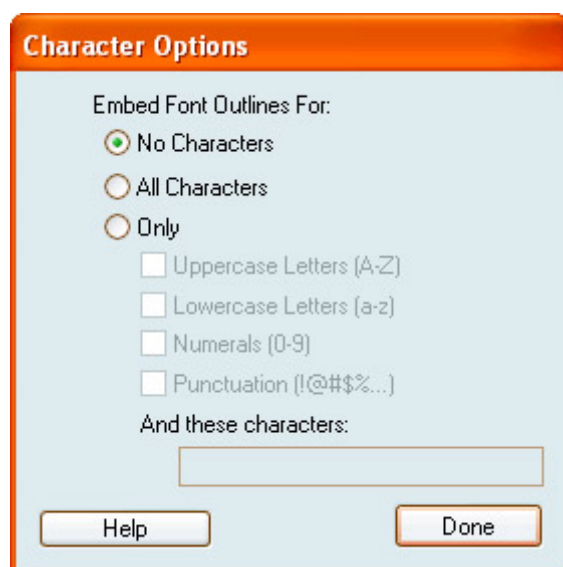 Character Options
Embed Font Outlines For:
No Characters
All Characters
Only
Uppercase Letters (A-Z)
Lowercase Letters (a-z)
Numerals (0-9)
Punctuation (!@#$%...)
And these characters:
Help Done